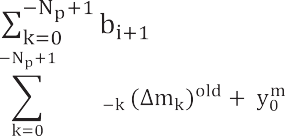 ∑_{k=0}^{-N_p+1} b_{i+1}
∑_{k=0}^{-N_p+1} _{-k} (Δm_k)^{old} + y_0^m